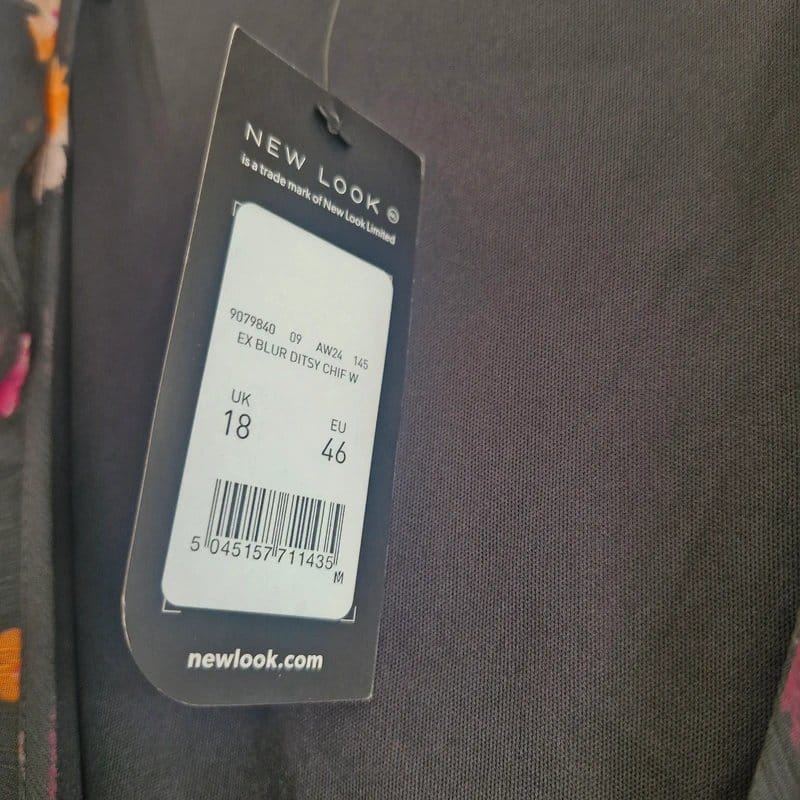 NEW LOOK®
is a trade mark of New Look Limited
9079840 09 AW24 145
EX BLUR DITSY CHIF W
UK EU
18 46
5 045157 711435
M
newlook.com